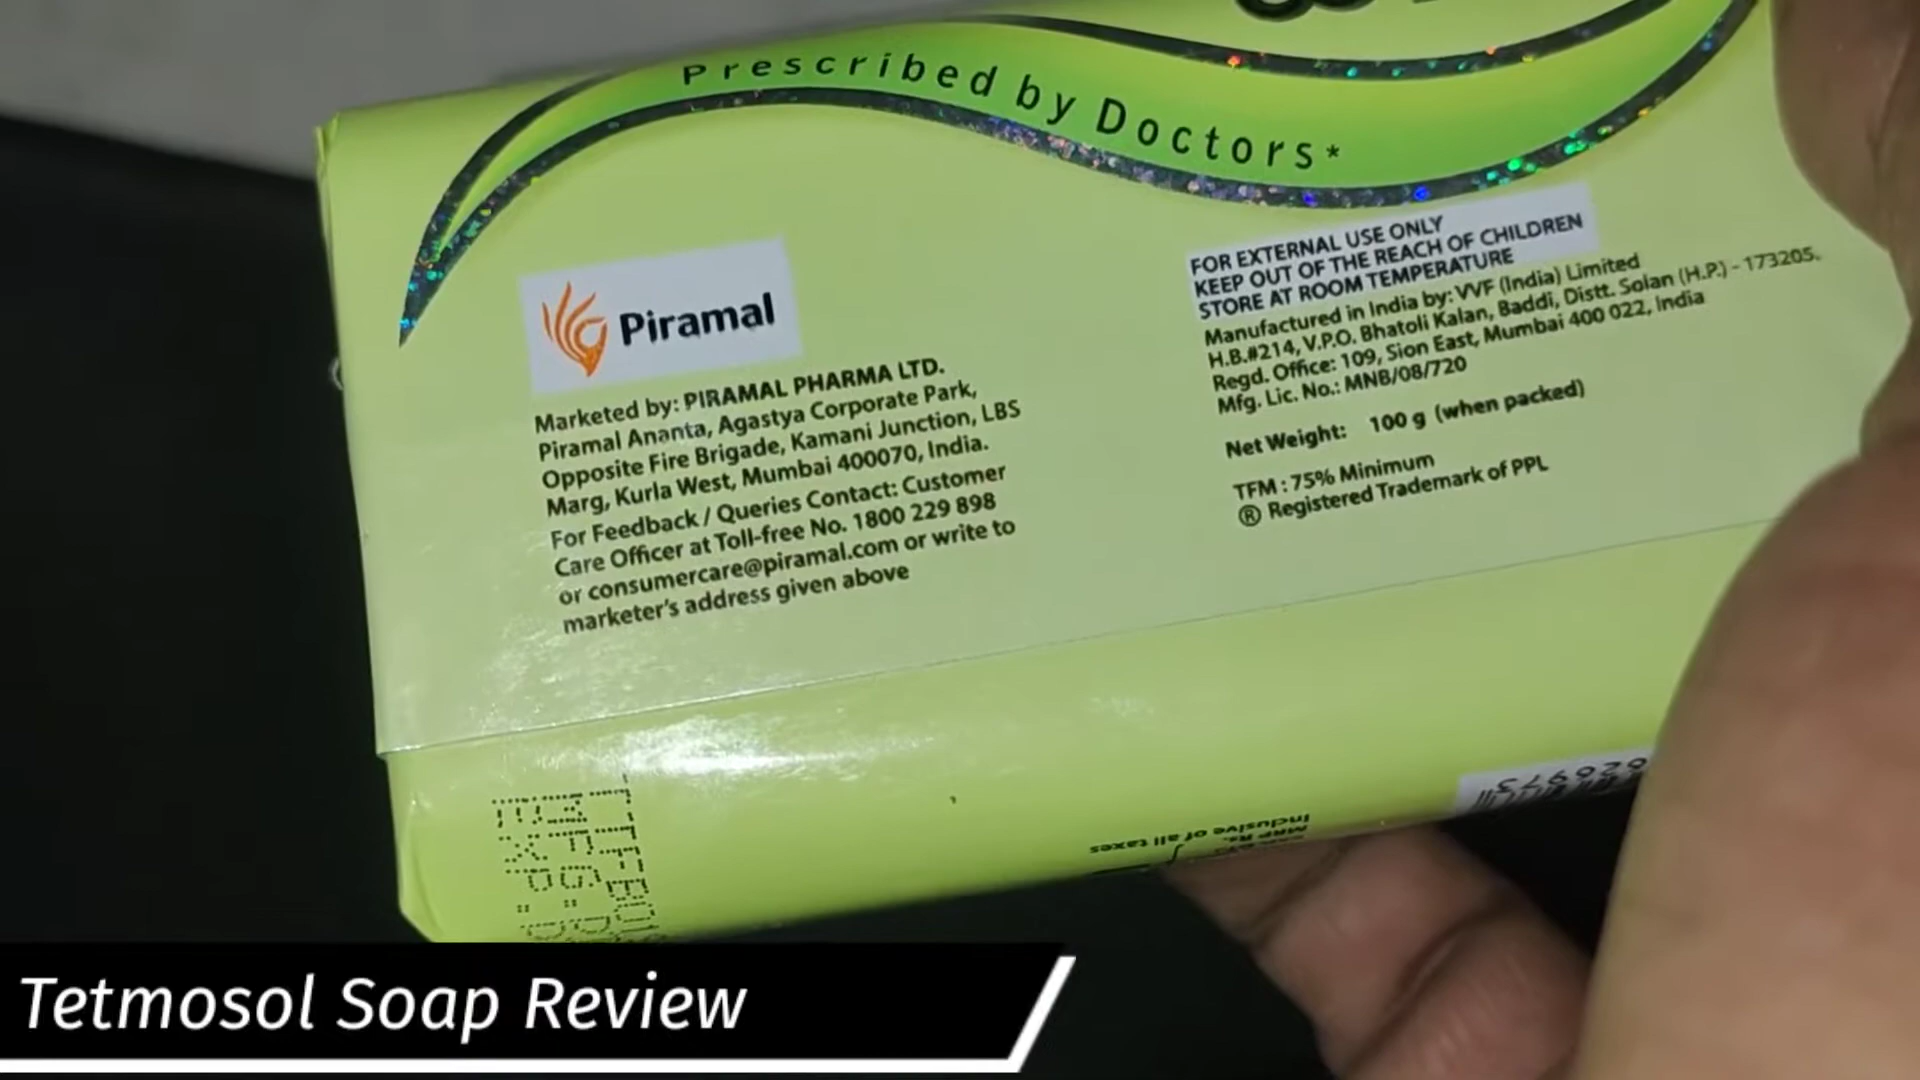 Prescribed by Doctors*
Piramal
Marketed by: PIRAMAL PHARMA LTD.
Piramal Ananta, Agastya Corporate Park,
Opposite Fire Brigade, Kamani Junction, LBS
Marg, Kurla West, Mumbai 400070, India.
For Feedback / Queries Contact: Customer
Care Officer at Toll-free No. 1800 229 898
or consumercare@piramal.com or write to
marketer's address given above
FOR EXTERNAL USE ONLY
KEEP OUT OF THE REACH OF CHILDREN
STORE AT ROOM TEMPERATURE
Manufactured in India by: VVF (India) Limited
H.B.#214, V.P.O. Bhatoli Kalan, Baddi, Distt. Solan (H.P.) - 173205.
Regd. Office: 109, Sion East, Mumbai 400 022, India
Mfg. Lic. No.: MNB/08/720
Net Weight: 100 g (when packed)
TFM : 75% Minimum
® Registered Trademark of PPL
MRP Rs.
Inclusive of all taxes
MFG.:
EXP.:
Tetmosol Soap Review